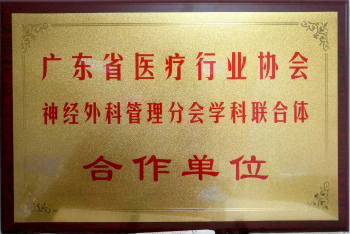 广东省医疗行业协会
神经外科管理分会学科联合体
合作单位